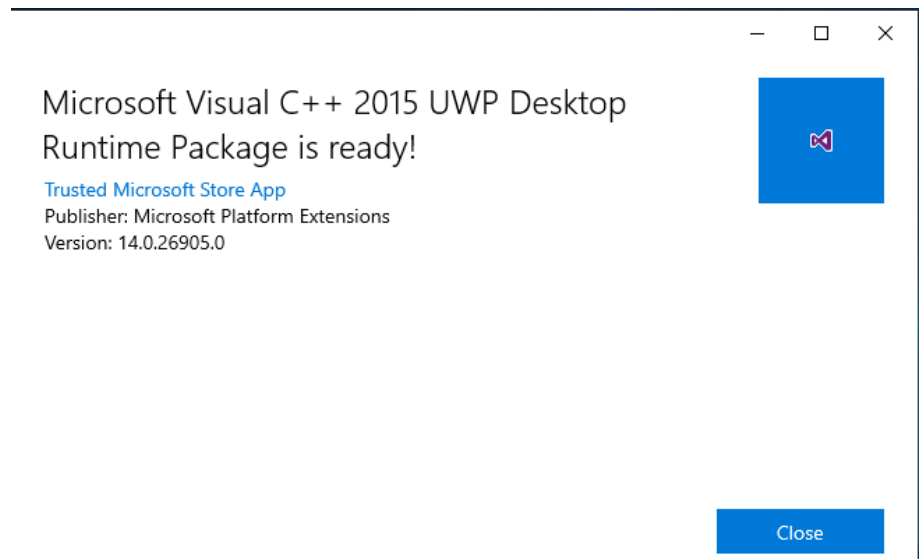 Microsoft Visual C++ 2015 UWP Desktop
Runtime Package is ready!
Trusted Microsoft Store App
Publisher: Microsoft Platform Extensions
Version: 14.0.26905.0
Close